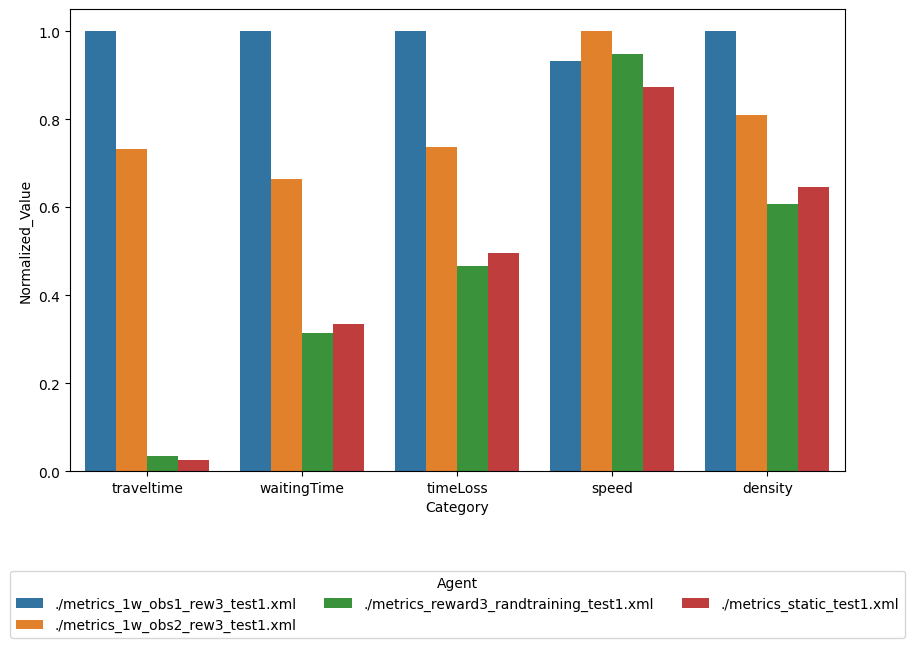 1.0
0.8
0.6
0.4
0.2
0.0
Normalized_Value
traveltime waitingTime timeLoss speed density
Category
Agent
./metrics_1w_obs1_rew3_test1.xml ./metrics_reward3_randtraining_test1.xml ./metrics_static_test1.xml
./metrics_1w_obs2_rew3_test1.xml